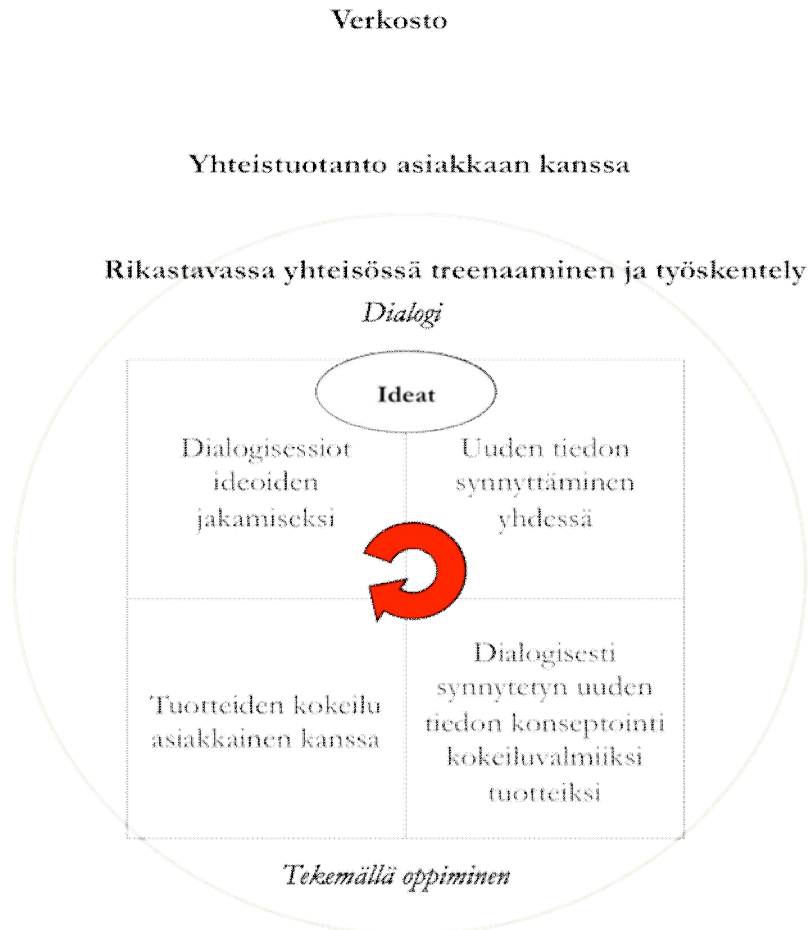 Verkosto
Yhteistuotanto asiakkaan kanssa
Rikastavassa yhteisössä treenaaminen ja työskentely
Dialogi
Ideat
Dialogisessiot
ideoiden
jakamiseksi
Uuden tiedon
synnyttäminen
yhdessä
Tuotteiden kokeilu
asiakkainen kanssa
Dialogisesti
synnytetyn uuden
tiedon konseptointi
kokeiluvalmiiksi
tuotteiksi
Tekemällä oppiminen